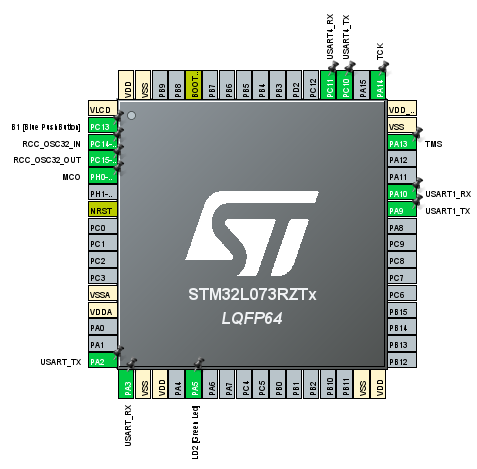 USART4_RX
USART4_TX
TCK
VDD
VSS
PB9
PB8
BOOT...
PB7
PB6
PB5
PB4
PB3
PD2
PC12
PC11
PC10
PA15
PA14
VLCD
B1 [Blue PushButton] PC13...
RCC_OSC32_IN PC14-...
RCC_OSC32_OUT PC15-...
MCO PH0-...
PH1-...
NRST
PC0
PC1
PC2
PC3
VSSA
VDDA
PA0
PA1
USART_TX PA2
STM32L073RZTx
LQFP64
VDD_...
VSS
PA13 TMS
PA12
PA11
PA10 USART1_RX
PA9 USART1_TX
PA8
PC9
PC8
PC7
PC6
PB15
PB14
PB13
PB12
PA3
VSS
VDD
PA4
PA5
PA6
PA7
PC4
PC5
PB0
PB1
PB2
PB10
PB11
VSS
VDD
USART_RX
LD2 [Green Led]